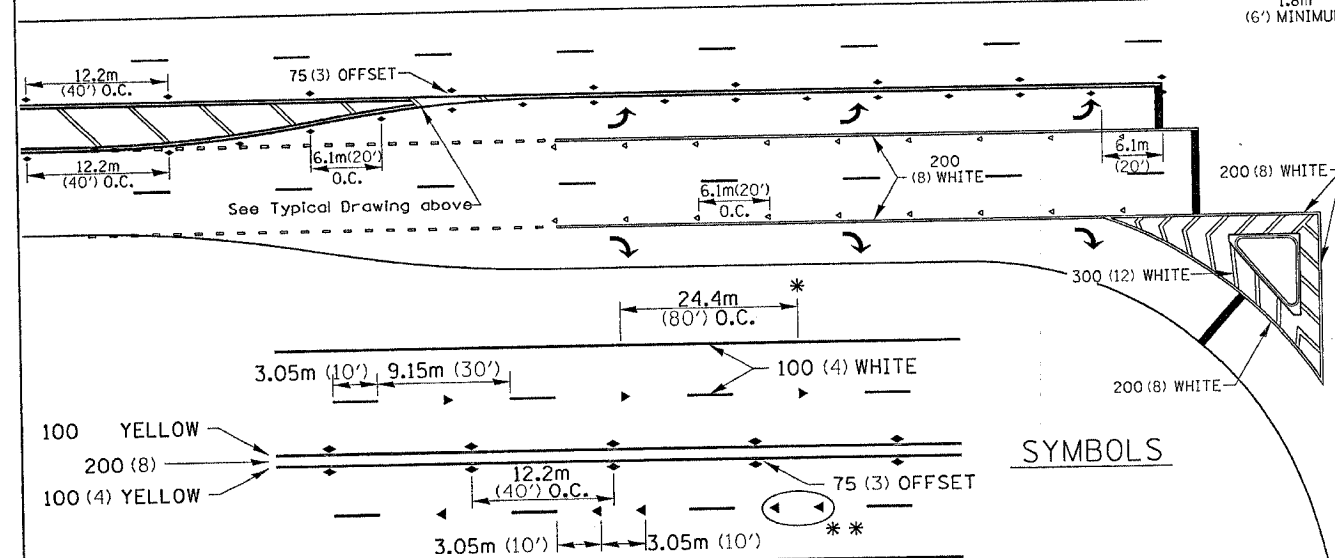 1.8m
(6') MINIMUM
12.2m
(40') O.C.
75 (3) OFFSET
12.2m
(40') O.C.
6.1m(20')
O.C.
See Typical Drawing above
200
(8) WHITE
6.1m(20')
O.C.
6.1m
(20')
200 (8) WHITE
300 (12) WHITE
200 (8) WHITE
*
24.4m
(80') O.C.
3.05m (10')
9.15m (30')
100 (4) WHITE
100 YELLOW
200 (8)
100 (4) YELLOW
12.2m
(40') O.C.
75 (3) OFFSET
SYMBOLS
* *
3.05m (10')
3.05m (10')